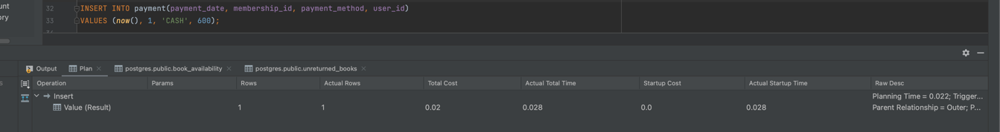 unt
ory
32 INSERT INTO payment(payment_date, membership_id, payment_method, user_id)
33 VALUES (now(), 1, 'CASH', 600);
Output Plan postgres.public.book_availability postgres.public.unreturned_books
Operation Params Rows Actual Rows Total Cost Actual Total Time Startup Cost Actual Startup Time Raw Desc
Insert Planning Time = 0.022; Trigger...
Value (Result) 1 1 0.02 0.028 0.0 0.028 Parent Relationship = Outer; P...